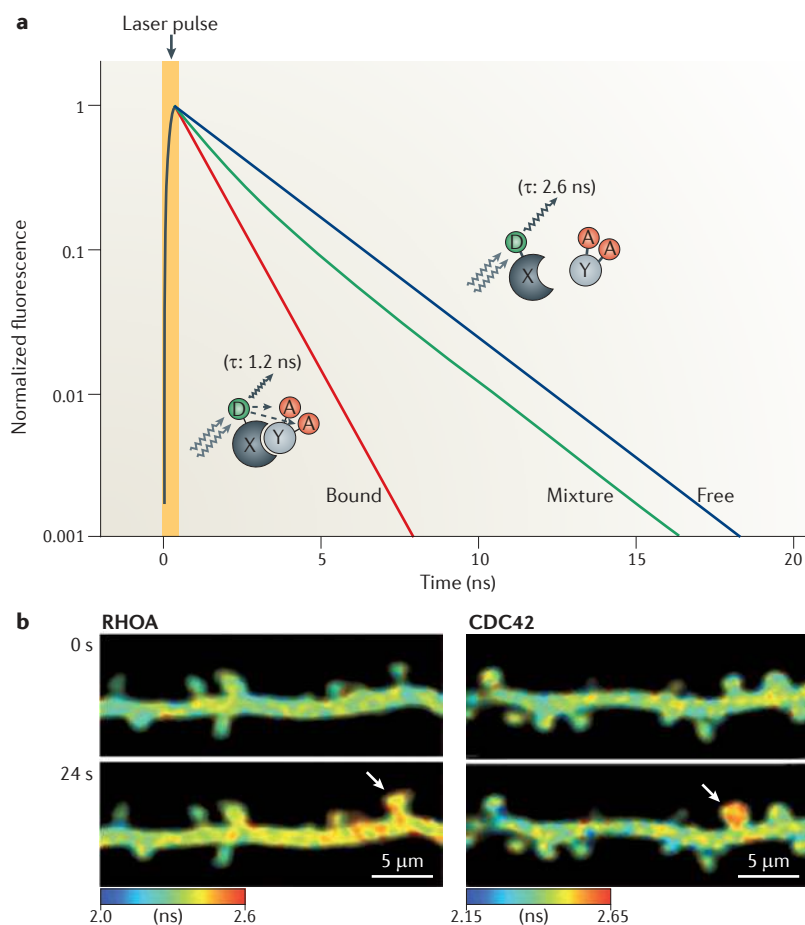 a
Laser pulse
Normalized fluorescence
1
0.1
0.01
0.001
(τ: 2.6 ns)
D
A
A
X
Y
(τ: 1.2 ns)
D
A
A
X
Y
Bound
Mixture
Free
0
5
10
15
20
Time (ns)
b
RHOA
CDC42
0 s
24 s
5 μm
5 μm
2.0 (ns) 2.6
2.15 (ns) 2.65